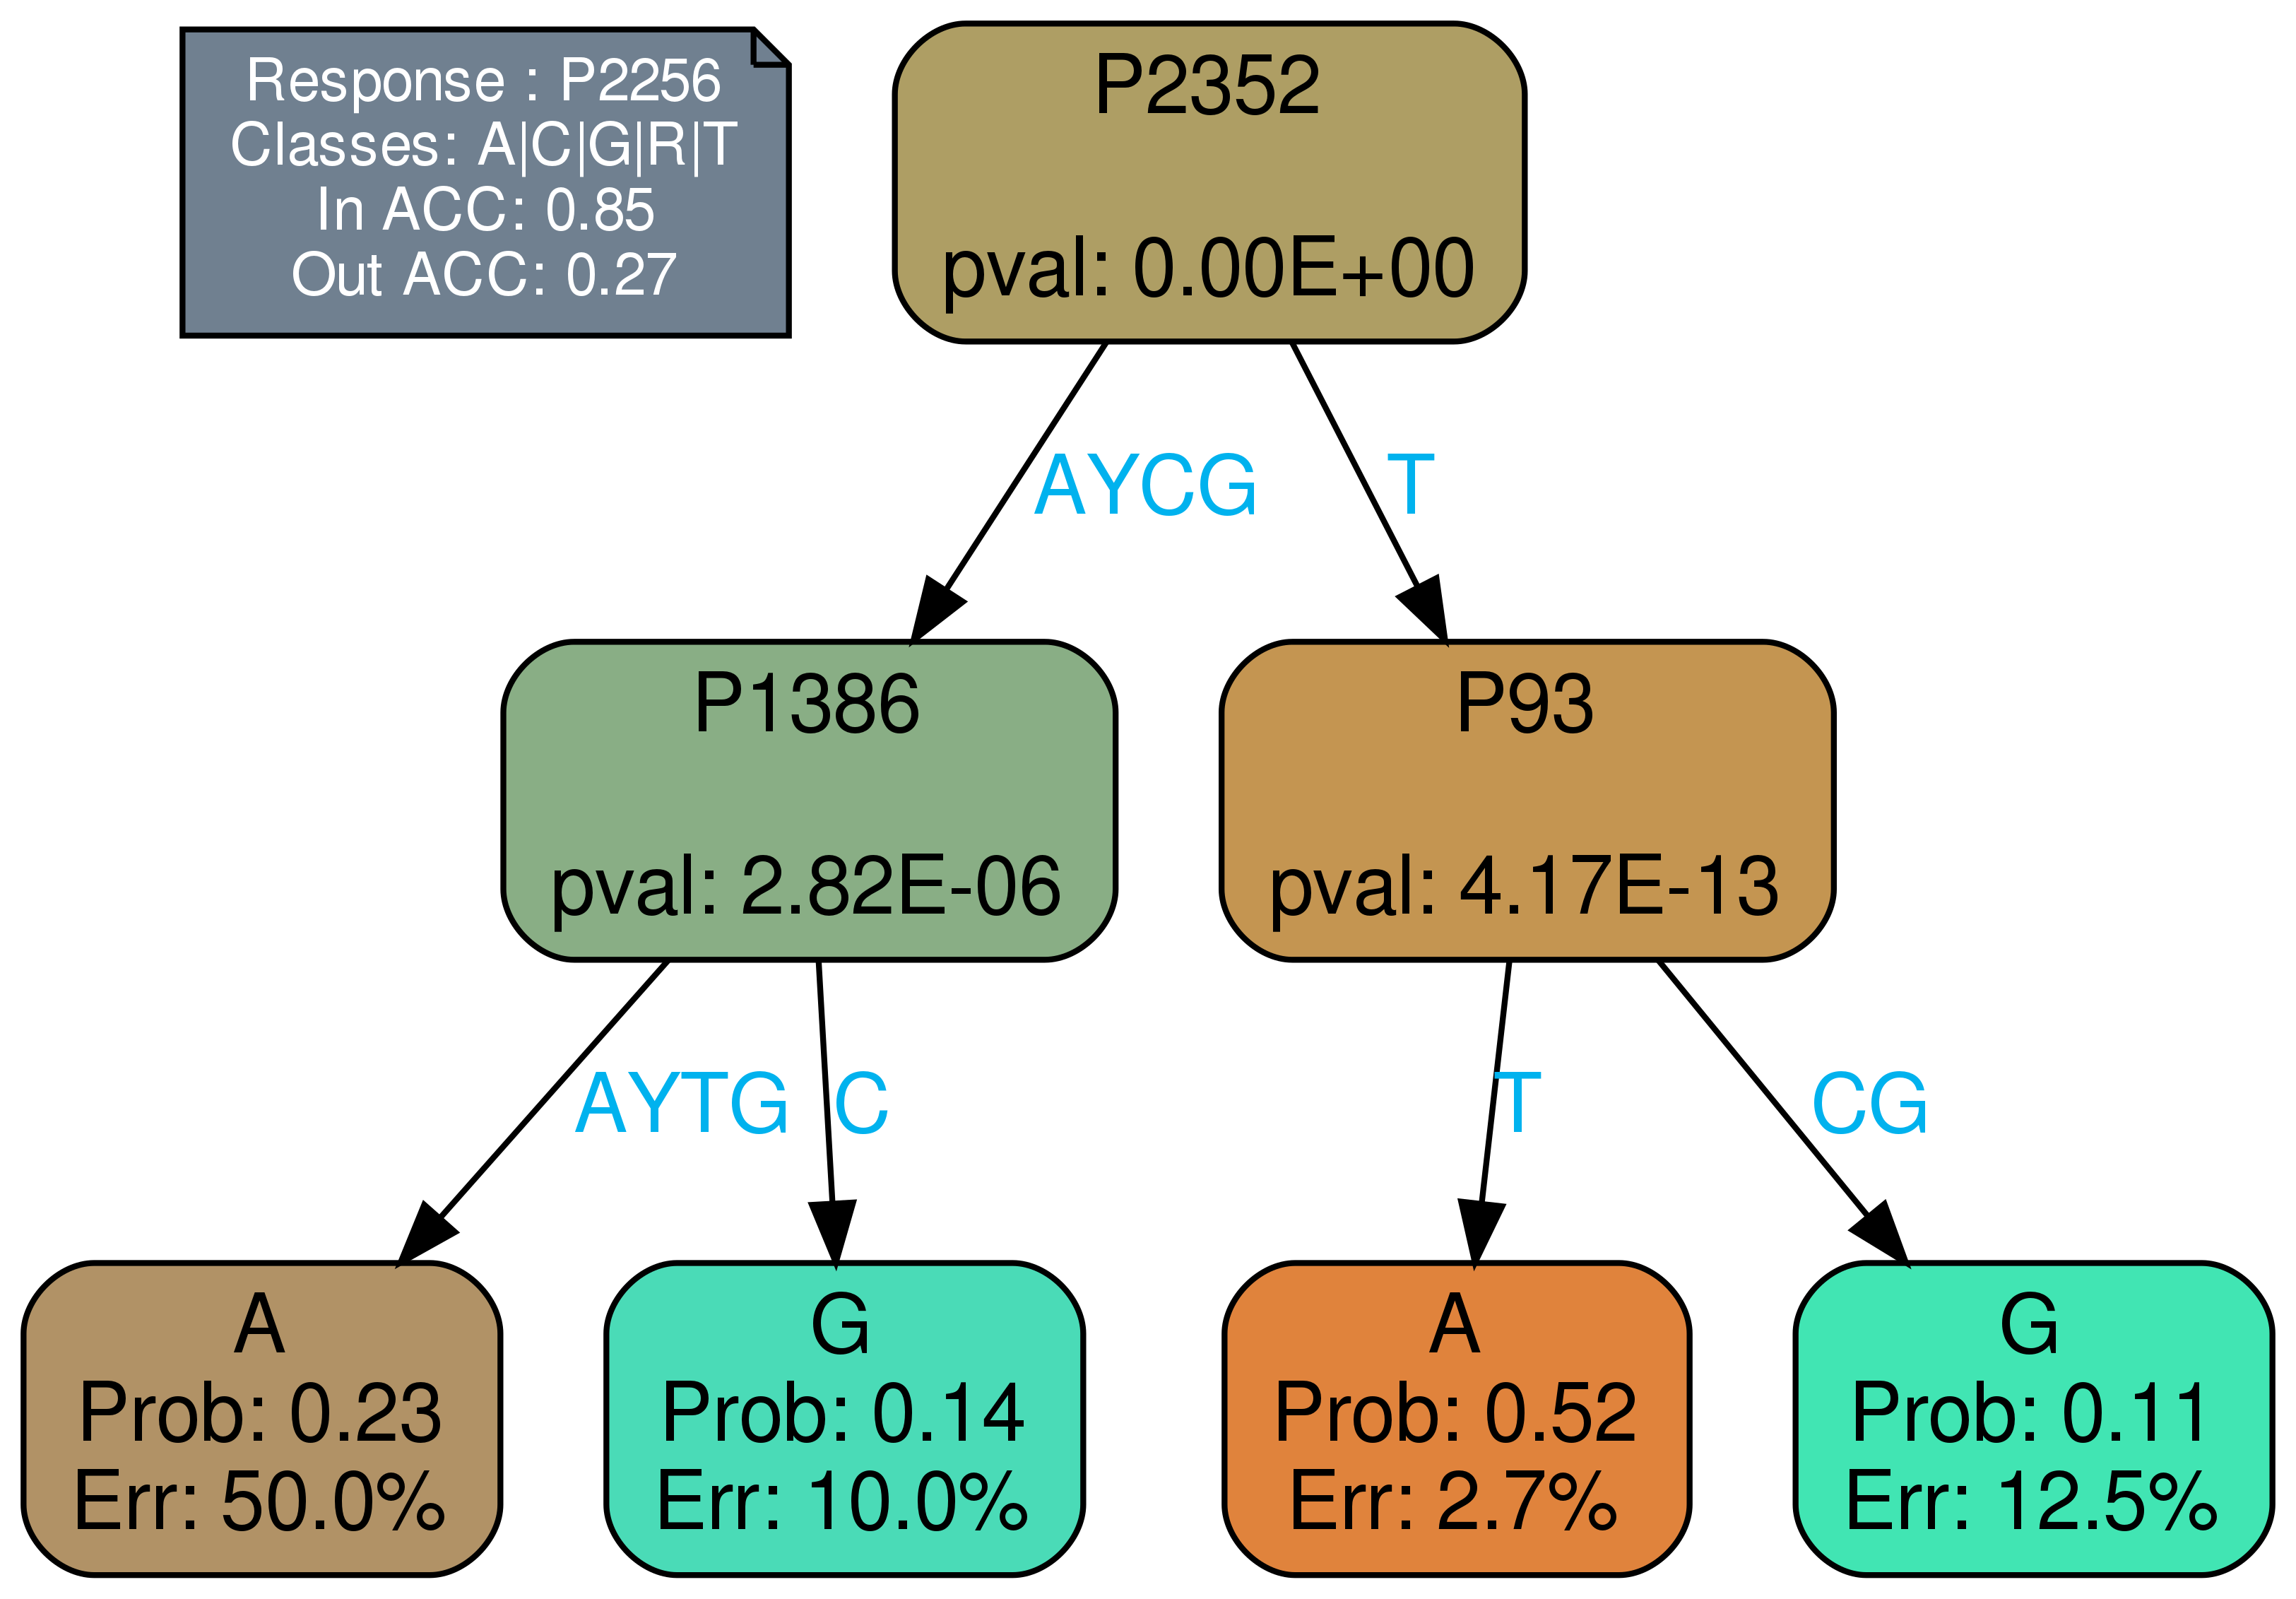 Response : P2256
Classes: A|C|G|R|T
In ACC: 0.85
Out ACC: 0.27
P2352
pval: 0.00E+00
AYCG
T
P1386
pval: 2.82E-06
P93
pval: 4.17E-13
AYTG
C
T
CG
A
Prob: 0.23
Err: 50.0%
G
Prob: 0.14
Err: 10.0%
A
Prob: 0.52
Err: 2.7%
G
Prob: 0.11
Err: 12.5%